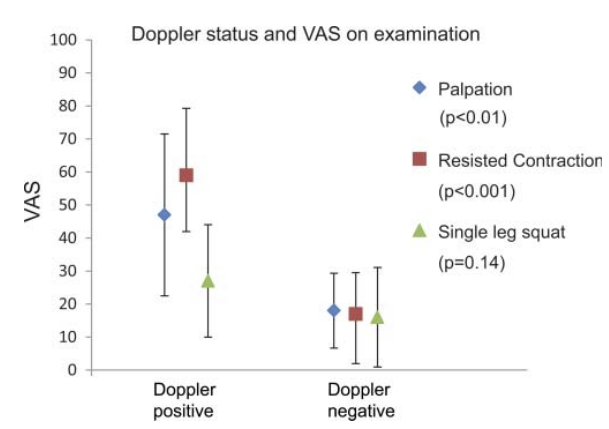 Doppler status and VAS on examination
100
90
80
70
60
50
40
30
20
10
0
VAS
Palpation
(p<0.01)
Resisted Contraction
(p<0.001)
Single leg squat
(p=0.14)
Doppler
positive
Doppler
negative